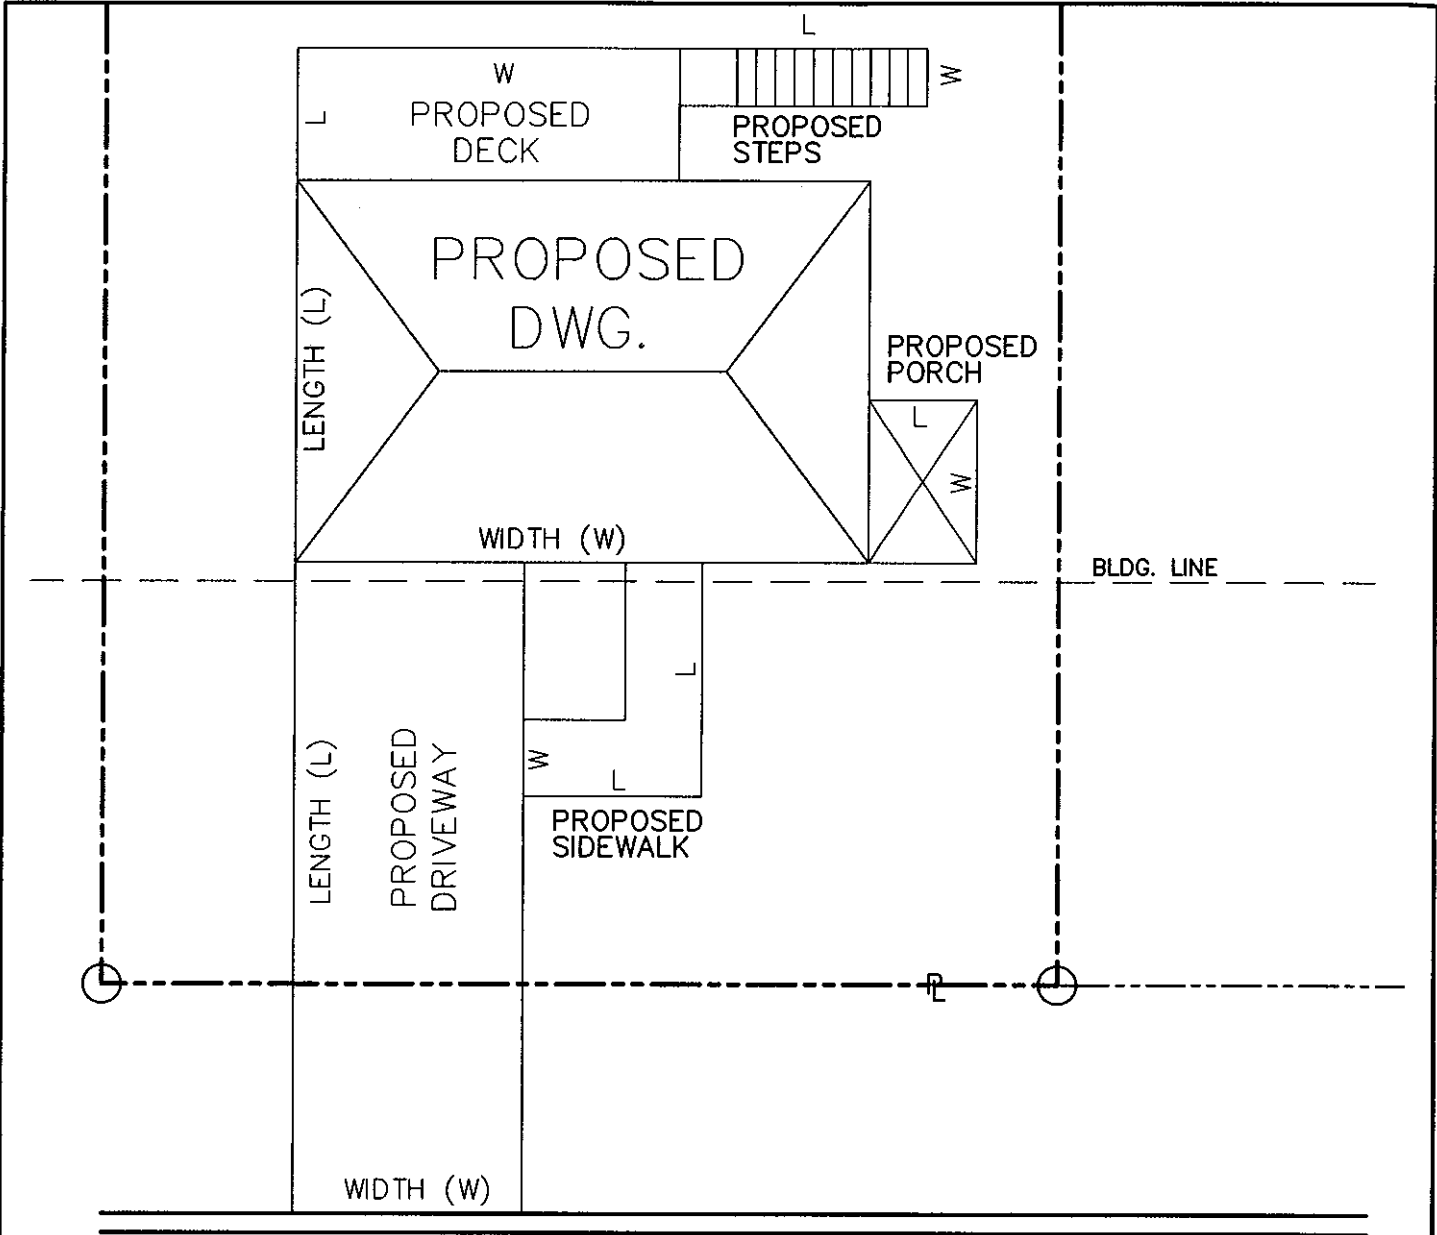 L
W
W
L
PROPOSED
DECK
PROPOSED
STEPS
PROPOSED
DWG.
LENGTH (L)
PROPOSED
PORCH
L
W
WIDTH (W)
BLDG. LINE
L
W
L
PROPOSED
SIDEWALK
LENGTH (L)
PROPOSED
DRIVEWAY
PL
WIDTH (W)